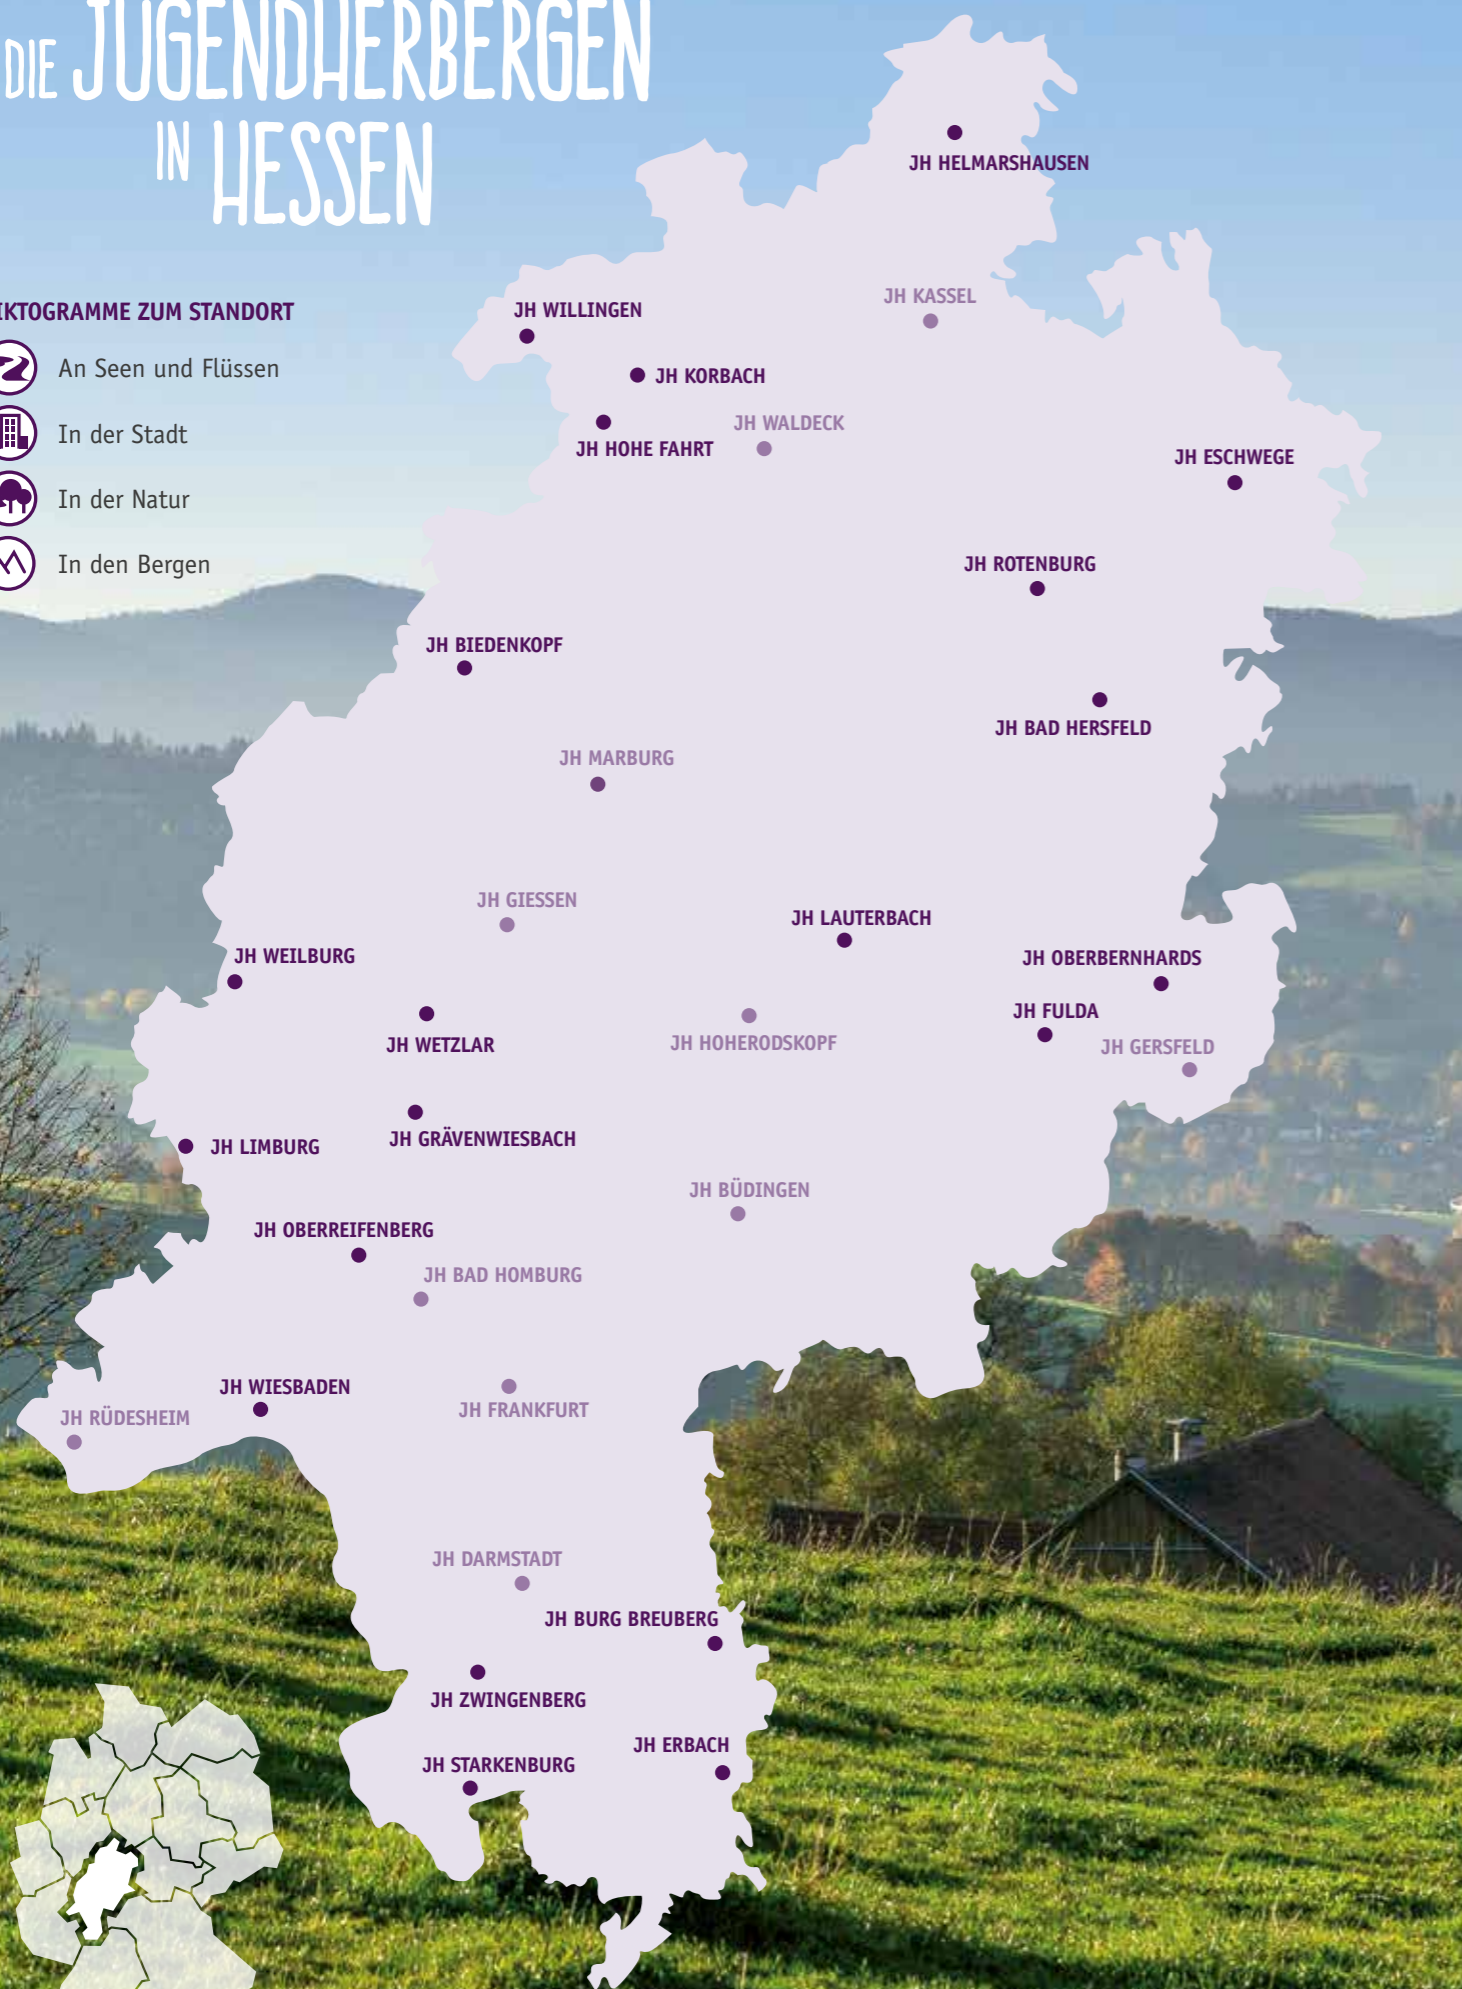 DIE JUGENDHERBERGEN
IN HESSEN
IKTOGRAMME ZUM STANDORT
An Seen und Flüssen
In der Stadt
In der Natur
In den Bergen
JH HELMARSHAUSEN
JH KASSEL
JH WILLINGEN
JH KORBACH
JH WALDECK
JH HOHE FAHRT
JH ESCHWEGE
JH ROTENBURG
JH BIEDENKOPF
JH BAD HERSFELD
JH MARBURG
JH GIESSEN
JH LAUTERBACH
JH WEILBURG
JH OBERBERNHARDS
JH FULDA
JH WETZLAR
JH HOHERODSKOPF
JH GERSFELD
JH GRÄVENWIESBACH
JH LIMBURG
JH BÜDINGEN
JH OBERREIFENBERG
JH BAD HOMBURG
JH WIESBADEN
JH FRANKFURT
JH RÜDESHEIM
JH DARMSTADT
JH BURG BREUBERG
JH ZWINGENBERG
JH ERBACH
JH STARKENBURG